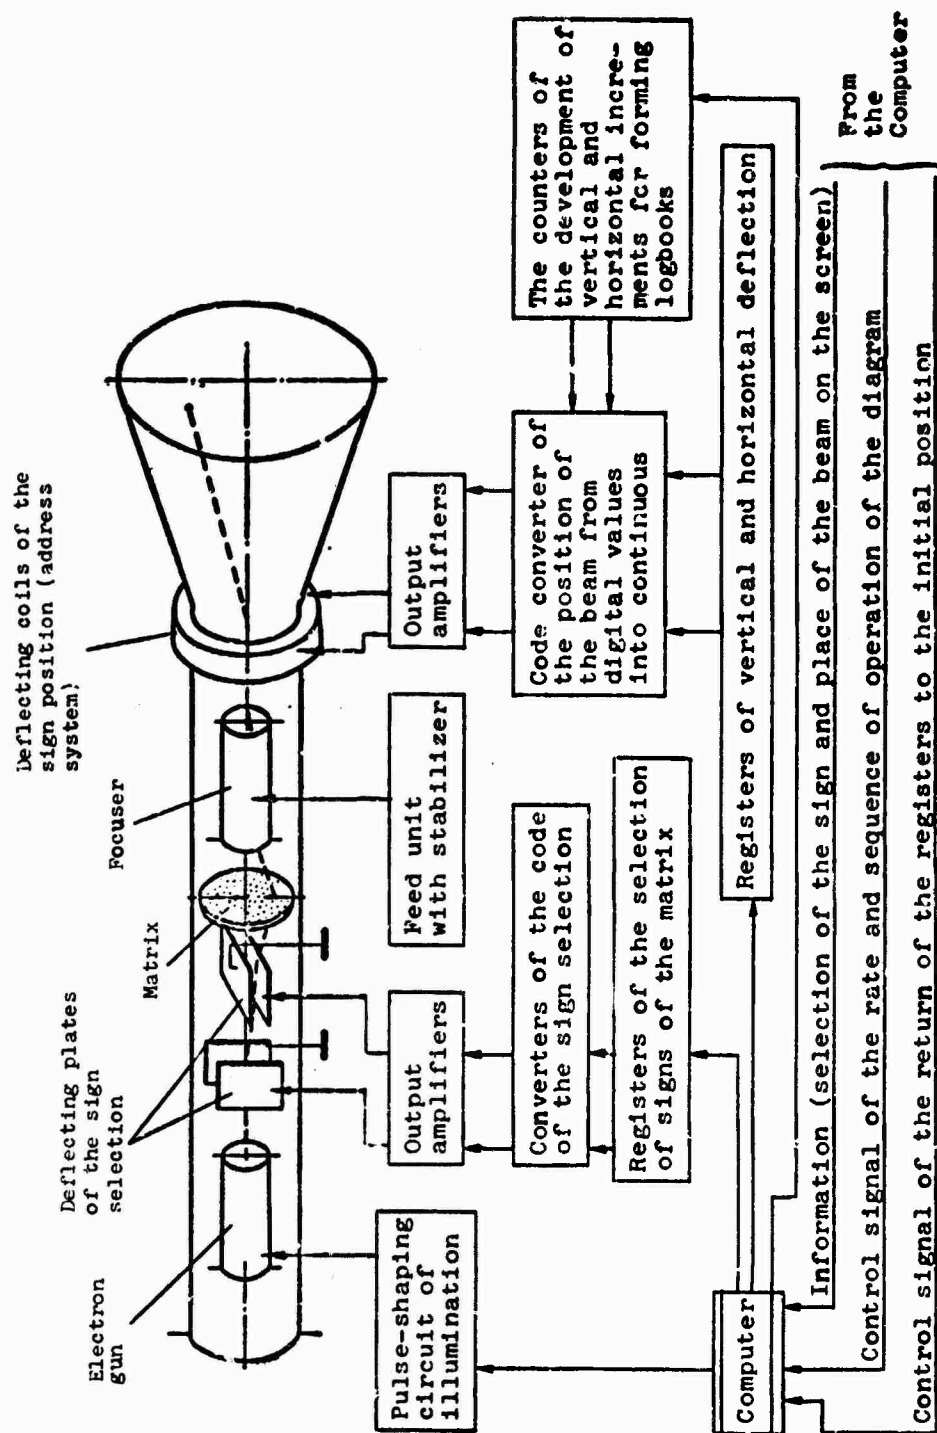 Deflecting coils of the
sign position (address
system)
Focuser
Matrix
Deflecting plates
of the sign
selection
Electron
gun
Pulse-shaping
circuit of
illumination
Output
amplifiers
Feed unit
with stabilizer
Output
amplifiers
Converters of the code
of the sign selection
Code converter of
the position of
the beam from
digital values
into continuous
The counters of
the development of
vertical and
horizontal incre-
ments for forming
logbooks
Registers of the selection
of signs of the matrix
Registers of vertical and horizontal deflection
Computer
Information (selection of the sign and place of the beam on the screen)
Control signal of the rate and sequence of operation of the diagram
Control signal of the return of the registers to the initial position
From
the
Computer